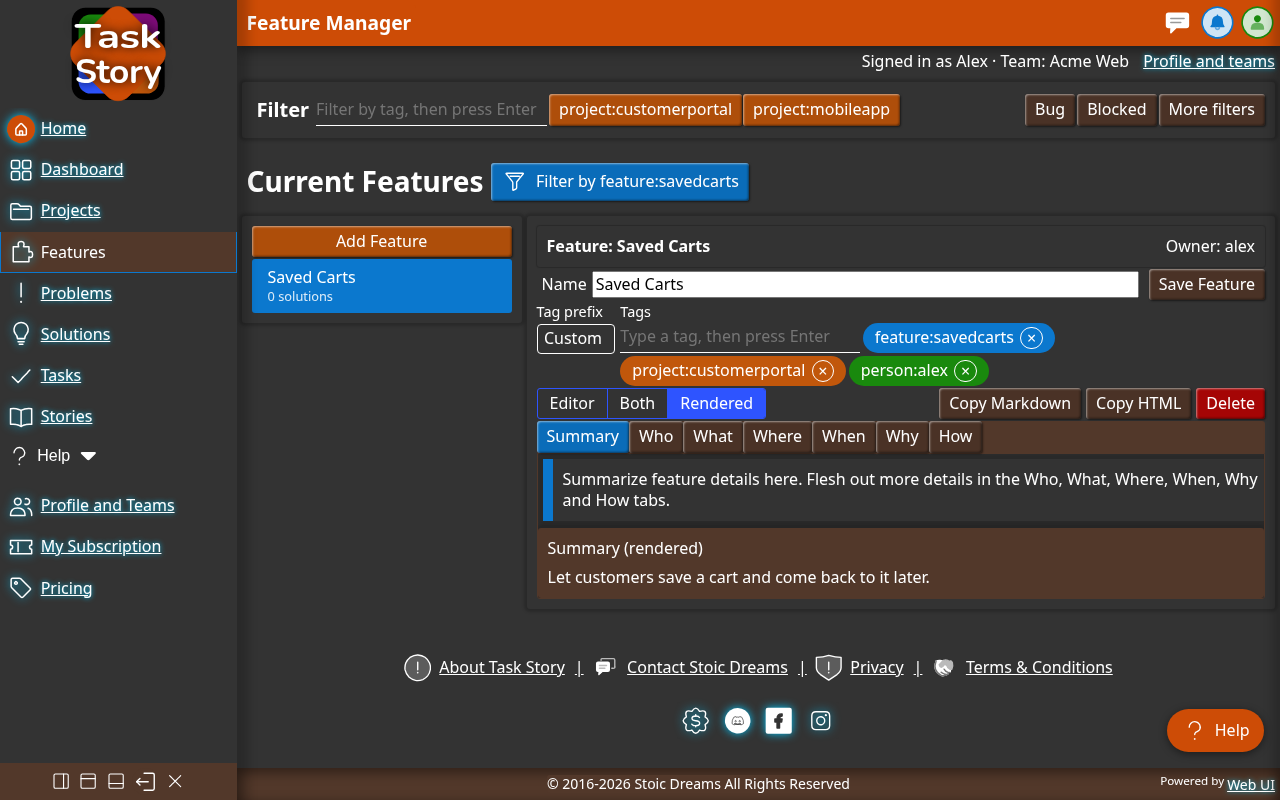 Task
Story
Feature Manager
Signed in as Alex · Team: Acme Web Profile and teams
Home
Dashboard
Projects
Features
Problems
Solutions
Tasks
Stories
Help
Profile and Teams
My Subscription
Pricing
Filter Filter by tag, then press Enter project:customerportal project:mobileapp Bug Blocked More filters
Current Features Filter by feature:savedcarts
Add Feature
Saved Carts
0 solutions
Feature: Saved Carts Owner: alex
Name Saved Carts Save Feature
Tag prefix Tags
Custom Type a tag, then press Enter feature:savedcarts
project:customerportal person:alex
Editor Both Rendered Copy Markdown Copy HTML Delete
Summary Who What Where When Why How
Summarize feature details here. Flesh out more details in the Who, What, Where, When, Why
and How tabs.
Summary (rendered)
Let customers save a cart and come back to it later.
About Task Story | Contact Stoic Dreams | Privacy | Terms & Conditions
Help
© 2016-2026 Stoic Dreams All Rights Reserved Powered by Web UI